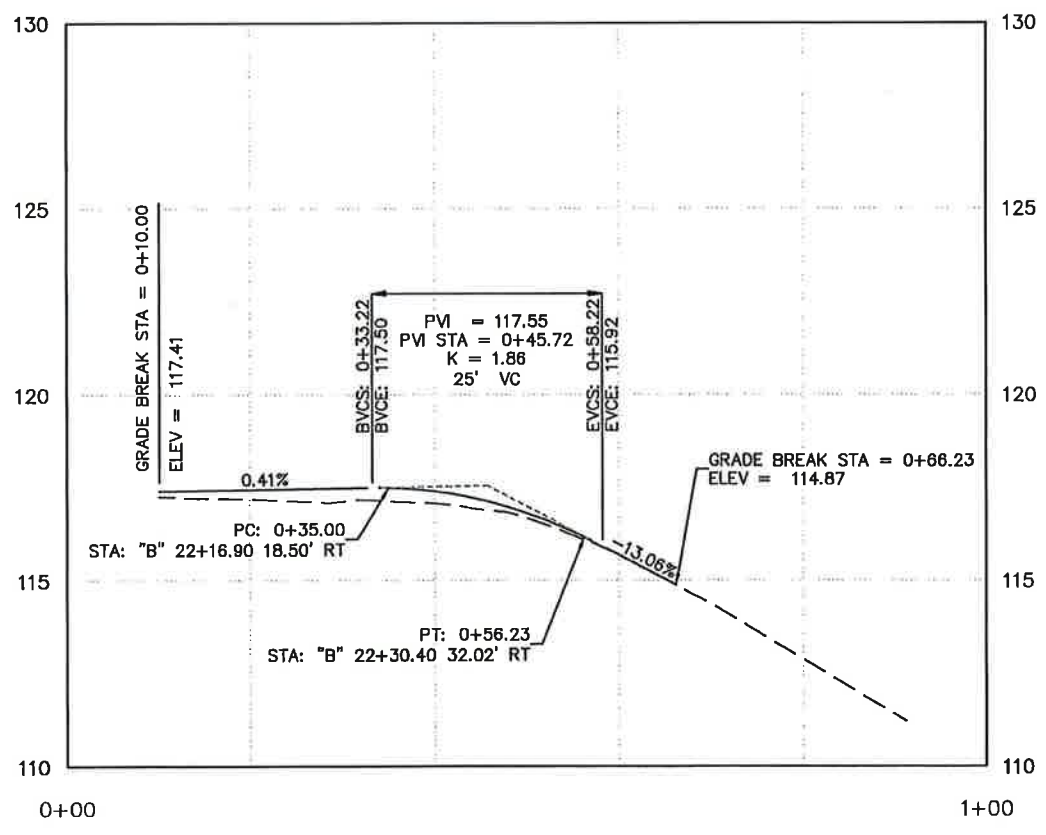 130
130
125
125
120
120
115
115
110
110
0+00
1+00
GRADE BREAK STA = 0+10.00
ELEV = 117.41
0.41%
BVCS: 0+33.22
BVCE: 117.50
PVI = 117.55
PVI STA = 0+45.72
K = 1.86
25' VC
EVCS: 0+58.22
EVCE: 115.92
GRADE BREAK STA = 0+66.23
ELEV = 114.87
-13.06%
PC: 0+35.00
STA: "B" 22+16.90 18.50' RT
PT: 0+56.23
STA: "B" 22+30.40 32.02' RT